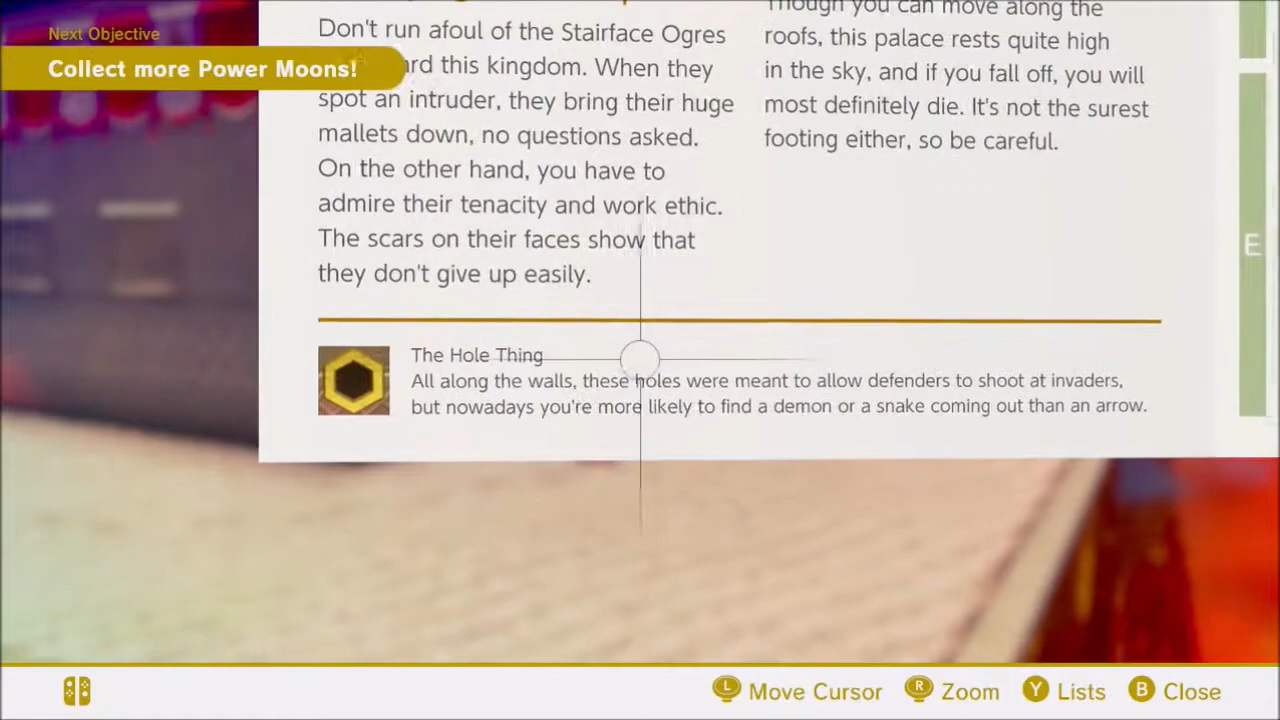 Next Objective
Collect more Power Moons!
Don't run afoul of the Stairface Ogres
this kingdom. When they
spot an intruder, they bring their huge
mallets down, no questions asked.
On the other hand, you have to
admire their tenacity and work ethic.
The scars on their faces show that
they don't give up easily.
Though you can move along the
roofs, this palace rests quite high
in the sky, and if you fall off, you will
most definitely die. It's not the surest
footing either, so be careful.
E
The Hole Thing
All along the walls, these holes were meant to allow defenders to shoot at invaders,
but nowadays you're more likely to find a demon or a snake coming out than an arrow.
L Move Cursor R Zoom Y Lists B Close